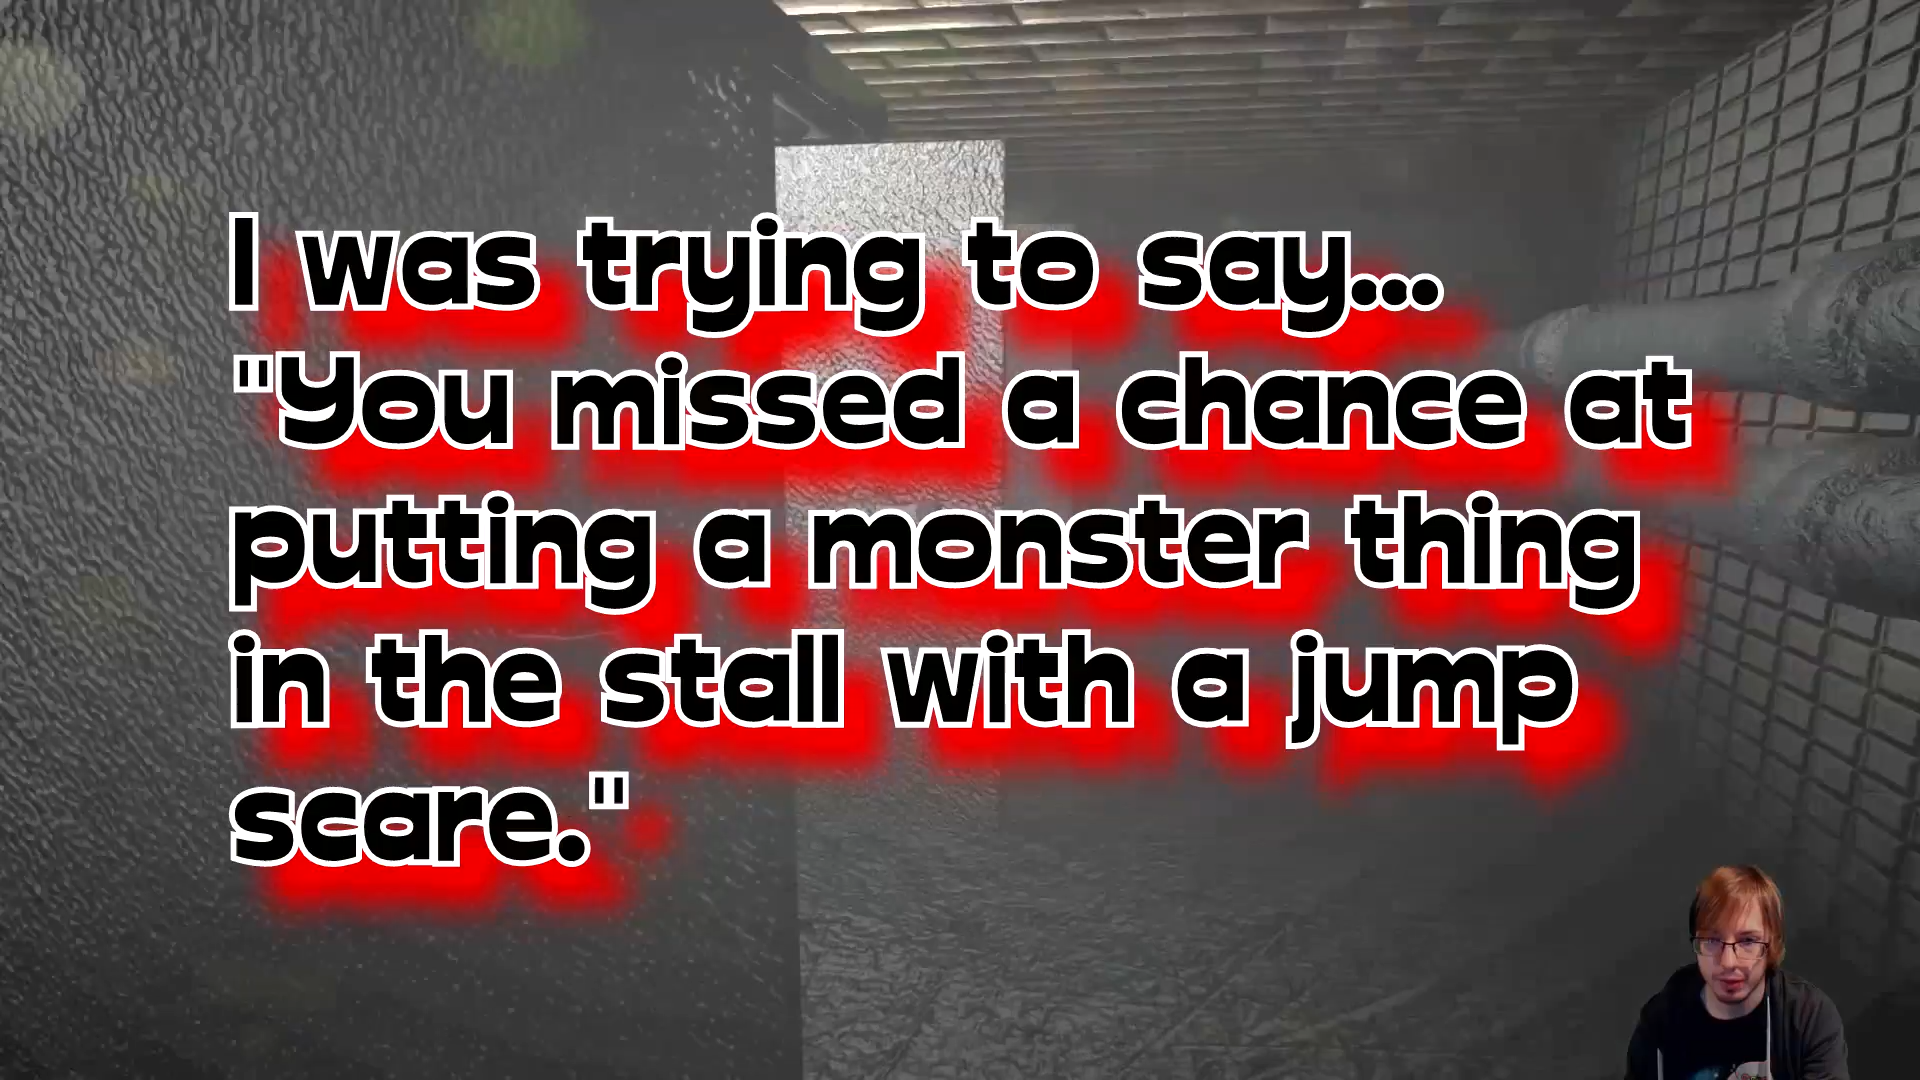 I was trying to say...
"You missed a chance at
putting a monster thing
in the stall with a jump
scare."